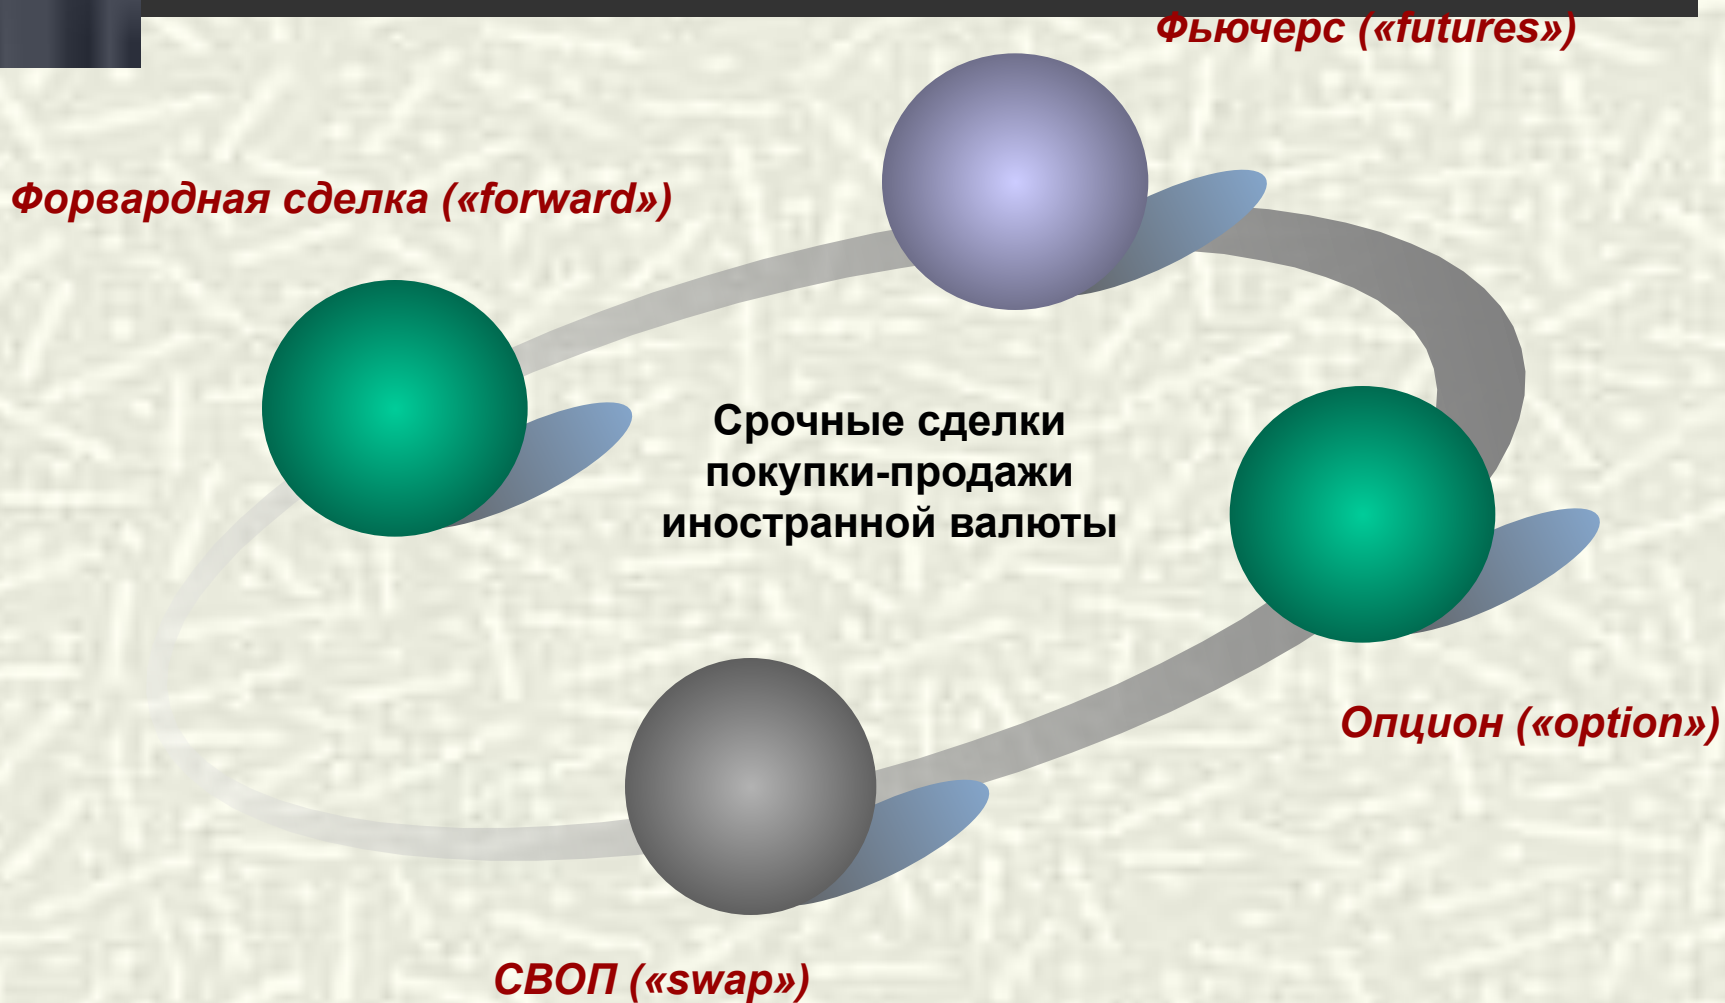 Фьючерс («futures»)
Форвардная сделка («forward»)
Срочные сделки
покупки-продажи
иностранной валюты
Опцион («option»)
СВОП («swap»)